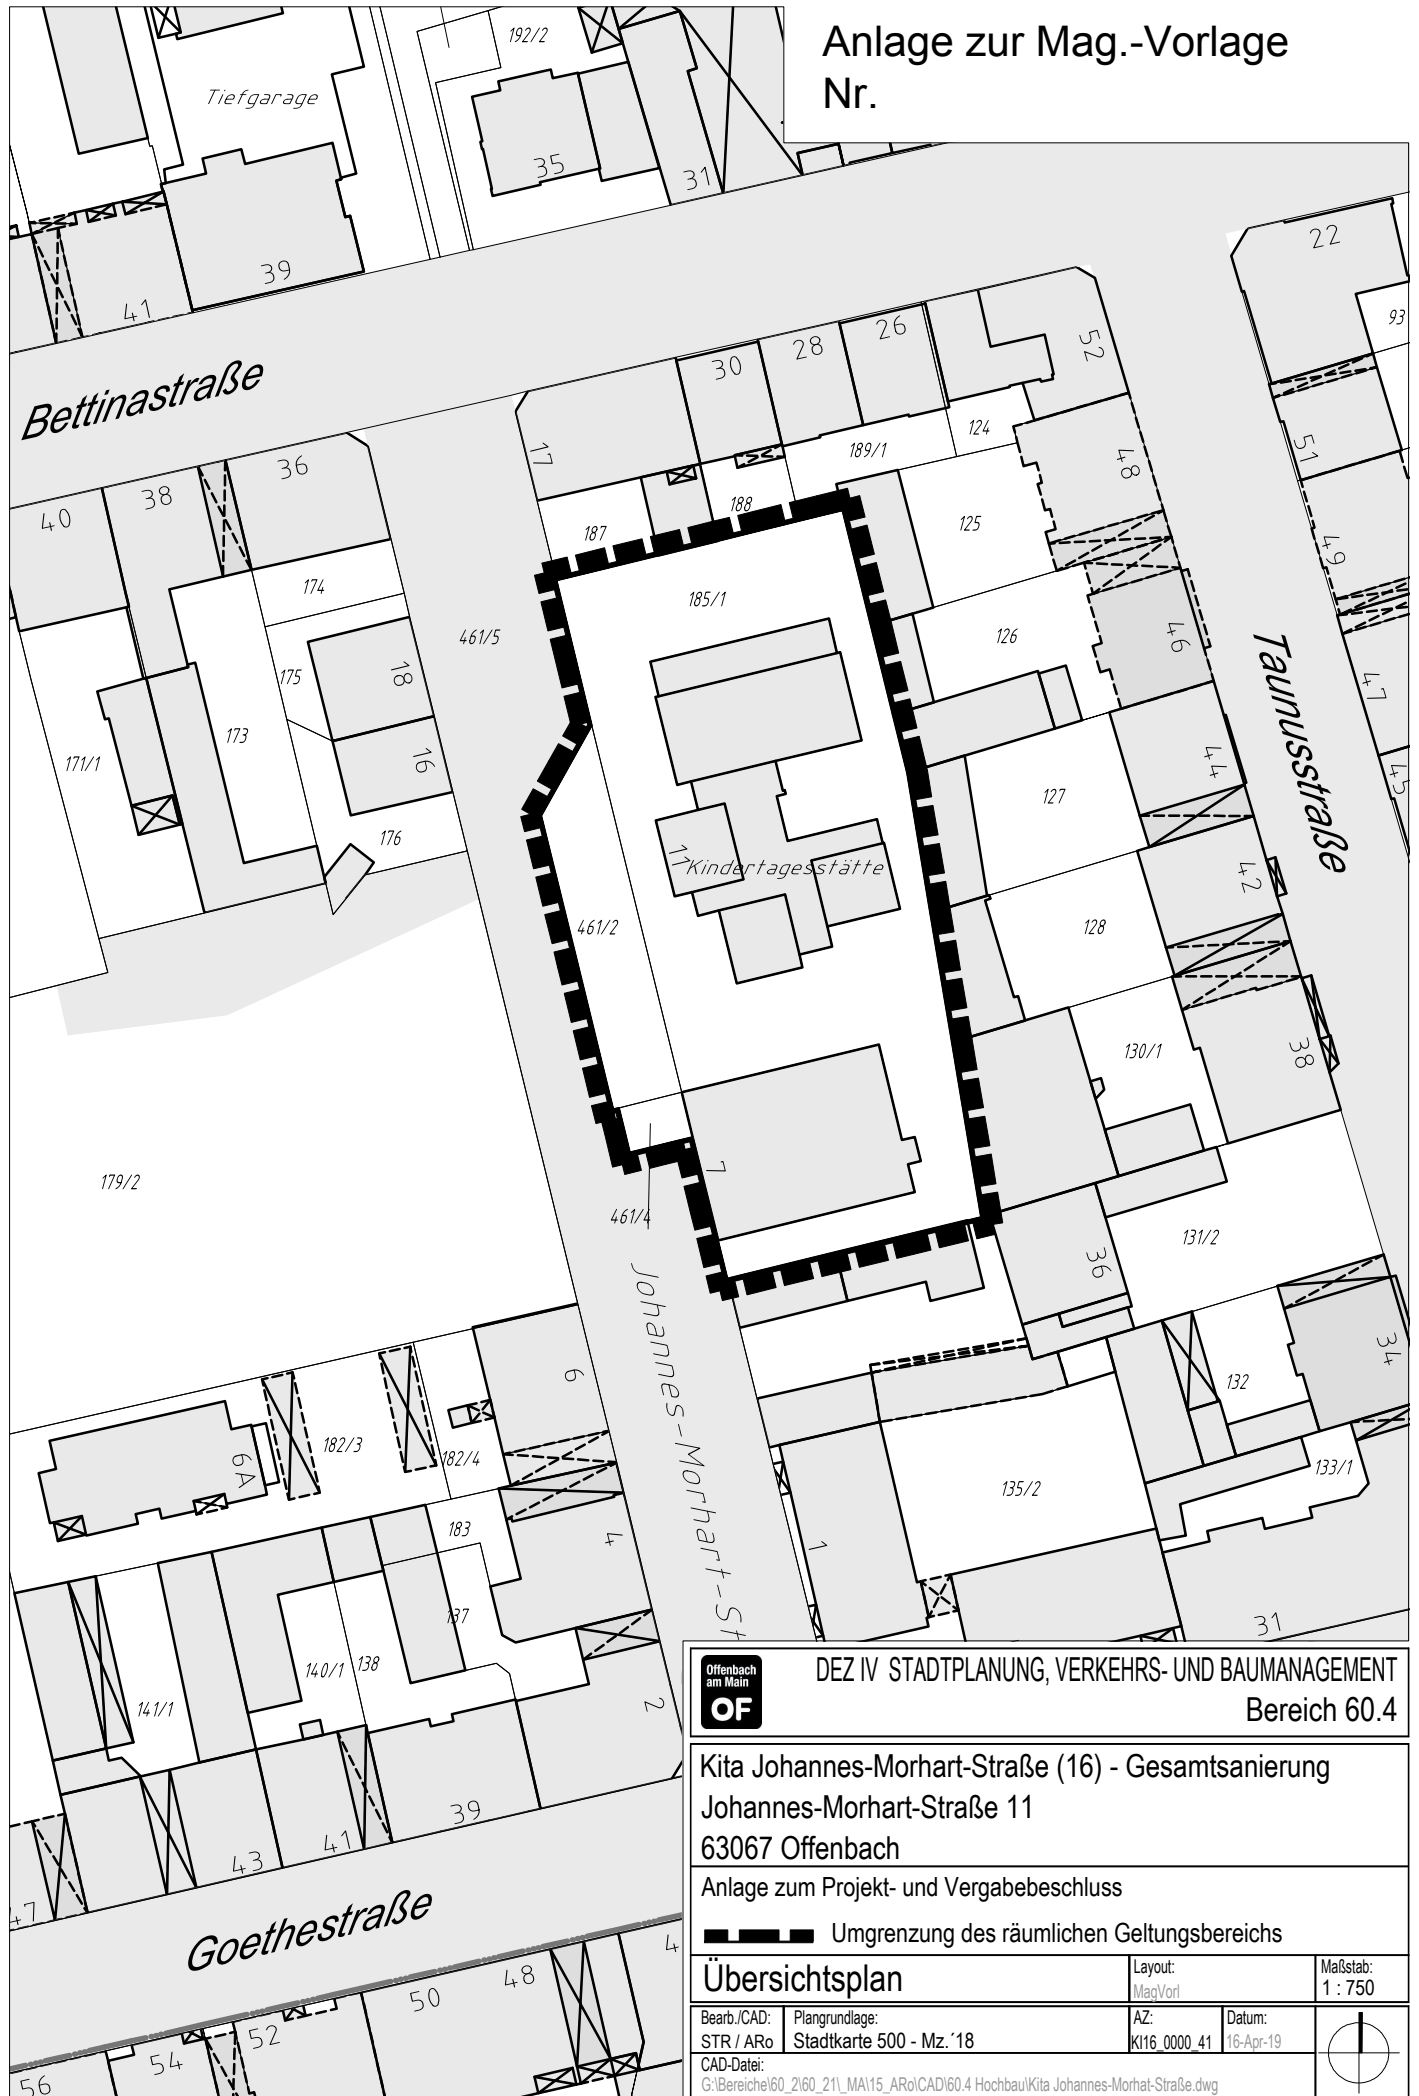 Anlage zur Mag.-Vorlage
Nr.
192/2
Tiefgarage
35
31
39
41
22
93
Bettinastraße
52
26
28
30
17
124
189/1
48
51
36
38
40
188
187
125
49
174
185/1
461/5
126
46
Taunusstraße
175
18
47
173
16
171/1
44
45
127
176
11
Kindertagesstätte
42
461/2
128
130/1
38
179/2
7
461/4
131/2
36
Johannes-Morhart-St
34
6
132
182/3
182/4
6A
133/1
135/2
183
4
1
137
31
140/1
138
141/1
2
39
41
43
47
Goethestraße
48
4
50
52
54
56
Offenbach
am Main
OF
DEZ IV STADTPLANUNG, VERKEHRS- UND BAUMANAGEMENT
Bereich 60.4
Kita Johannes-Morhart-Straße (16) - Gesamtsanierung
Johannes-Morhart-Straße 11
63067 Offenbach
Anlage zum Projekt- und Vergabebeschluss
Umgrenzung des räumlichen Geltungsbereichs
Übersichtsplan
Layout:
MagVorl
Maßstab:
1 : 750
Bearb./CAD:
STR / ARo
Plangrundlage:
Stadtkarte 500 - Mz.´18
AZ:
KI16_0000_41
Datum:
16-Apr-19
CAD-Datei:
G:\Bereiche\60_2\60_21\_MA\15_ARo\CAD\60.4 Hochbau\Kita Johannes-Morhat-Straße.dwg